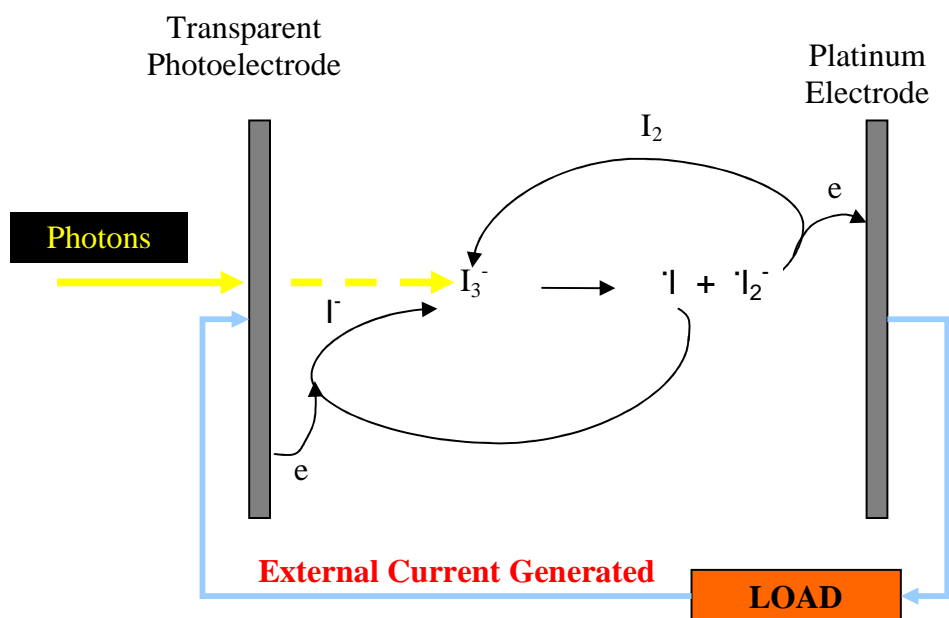 Transparent
Photoelectrode
Platinum
Electrode
I₂
e
Photons
I₃⁻
˙I + ˙I₂⁻
I⁻
e
External Current Generated
LOAD